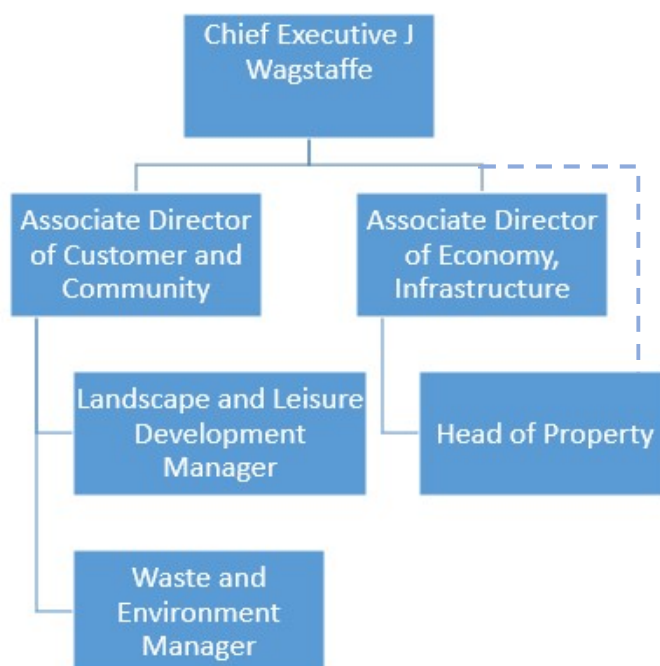 Chief Executive J
Wagstaffe
Associate Director
of Customer and
Community
Associate Director
of Economy,
Infrastructure
Landscape and Leisure
Development
Manager
Head of Property
Waste and
Environment
Manager